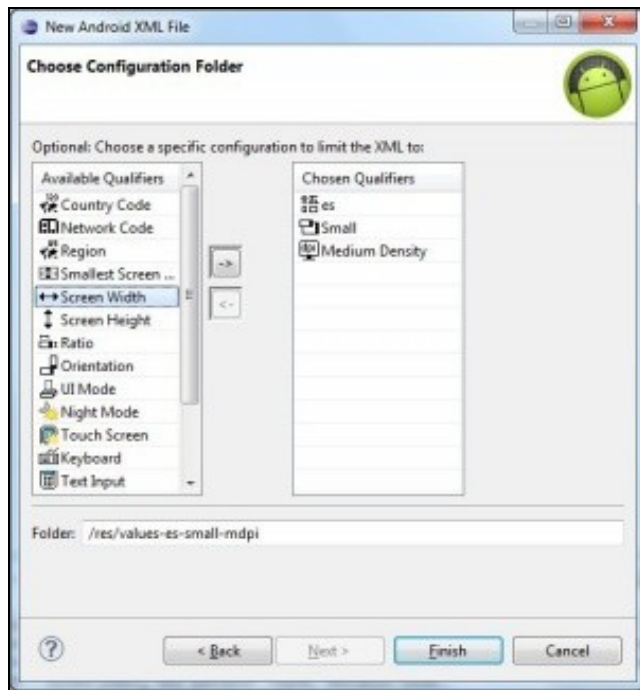 New Android XML File
Choose Configuration Folder
Optional: Choose a specific configuration to limit the XML to:
Available Qualifiers
Country Code
Network Code
Region
Smallest Screen ...
Screen Width
Screen Height
Ratio
Orientation
UI Mode
Night Mode
Touch Screen
Keyboard
Text Input
->
<-
Chosen Qualifiers
es
Small
Medium Density
Folder: /res/values-es-small-mdpi
?
< Back
Next >
Finish
Cancel